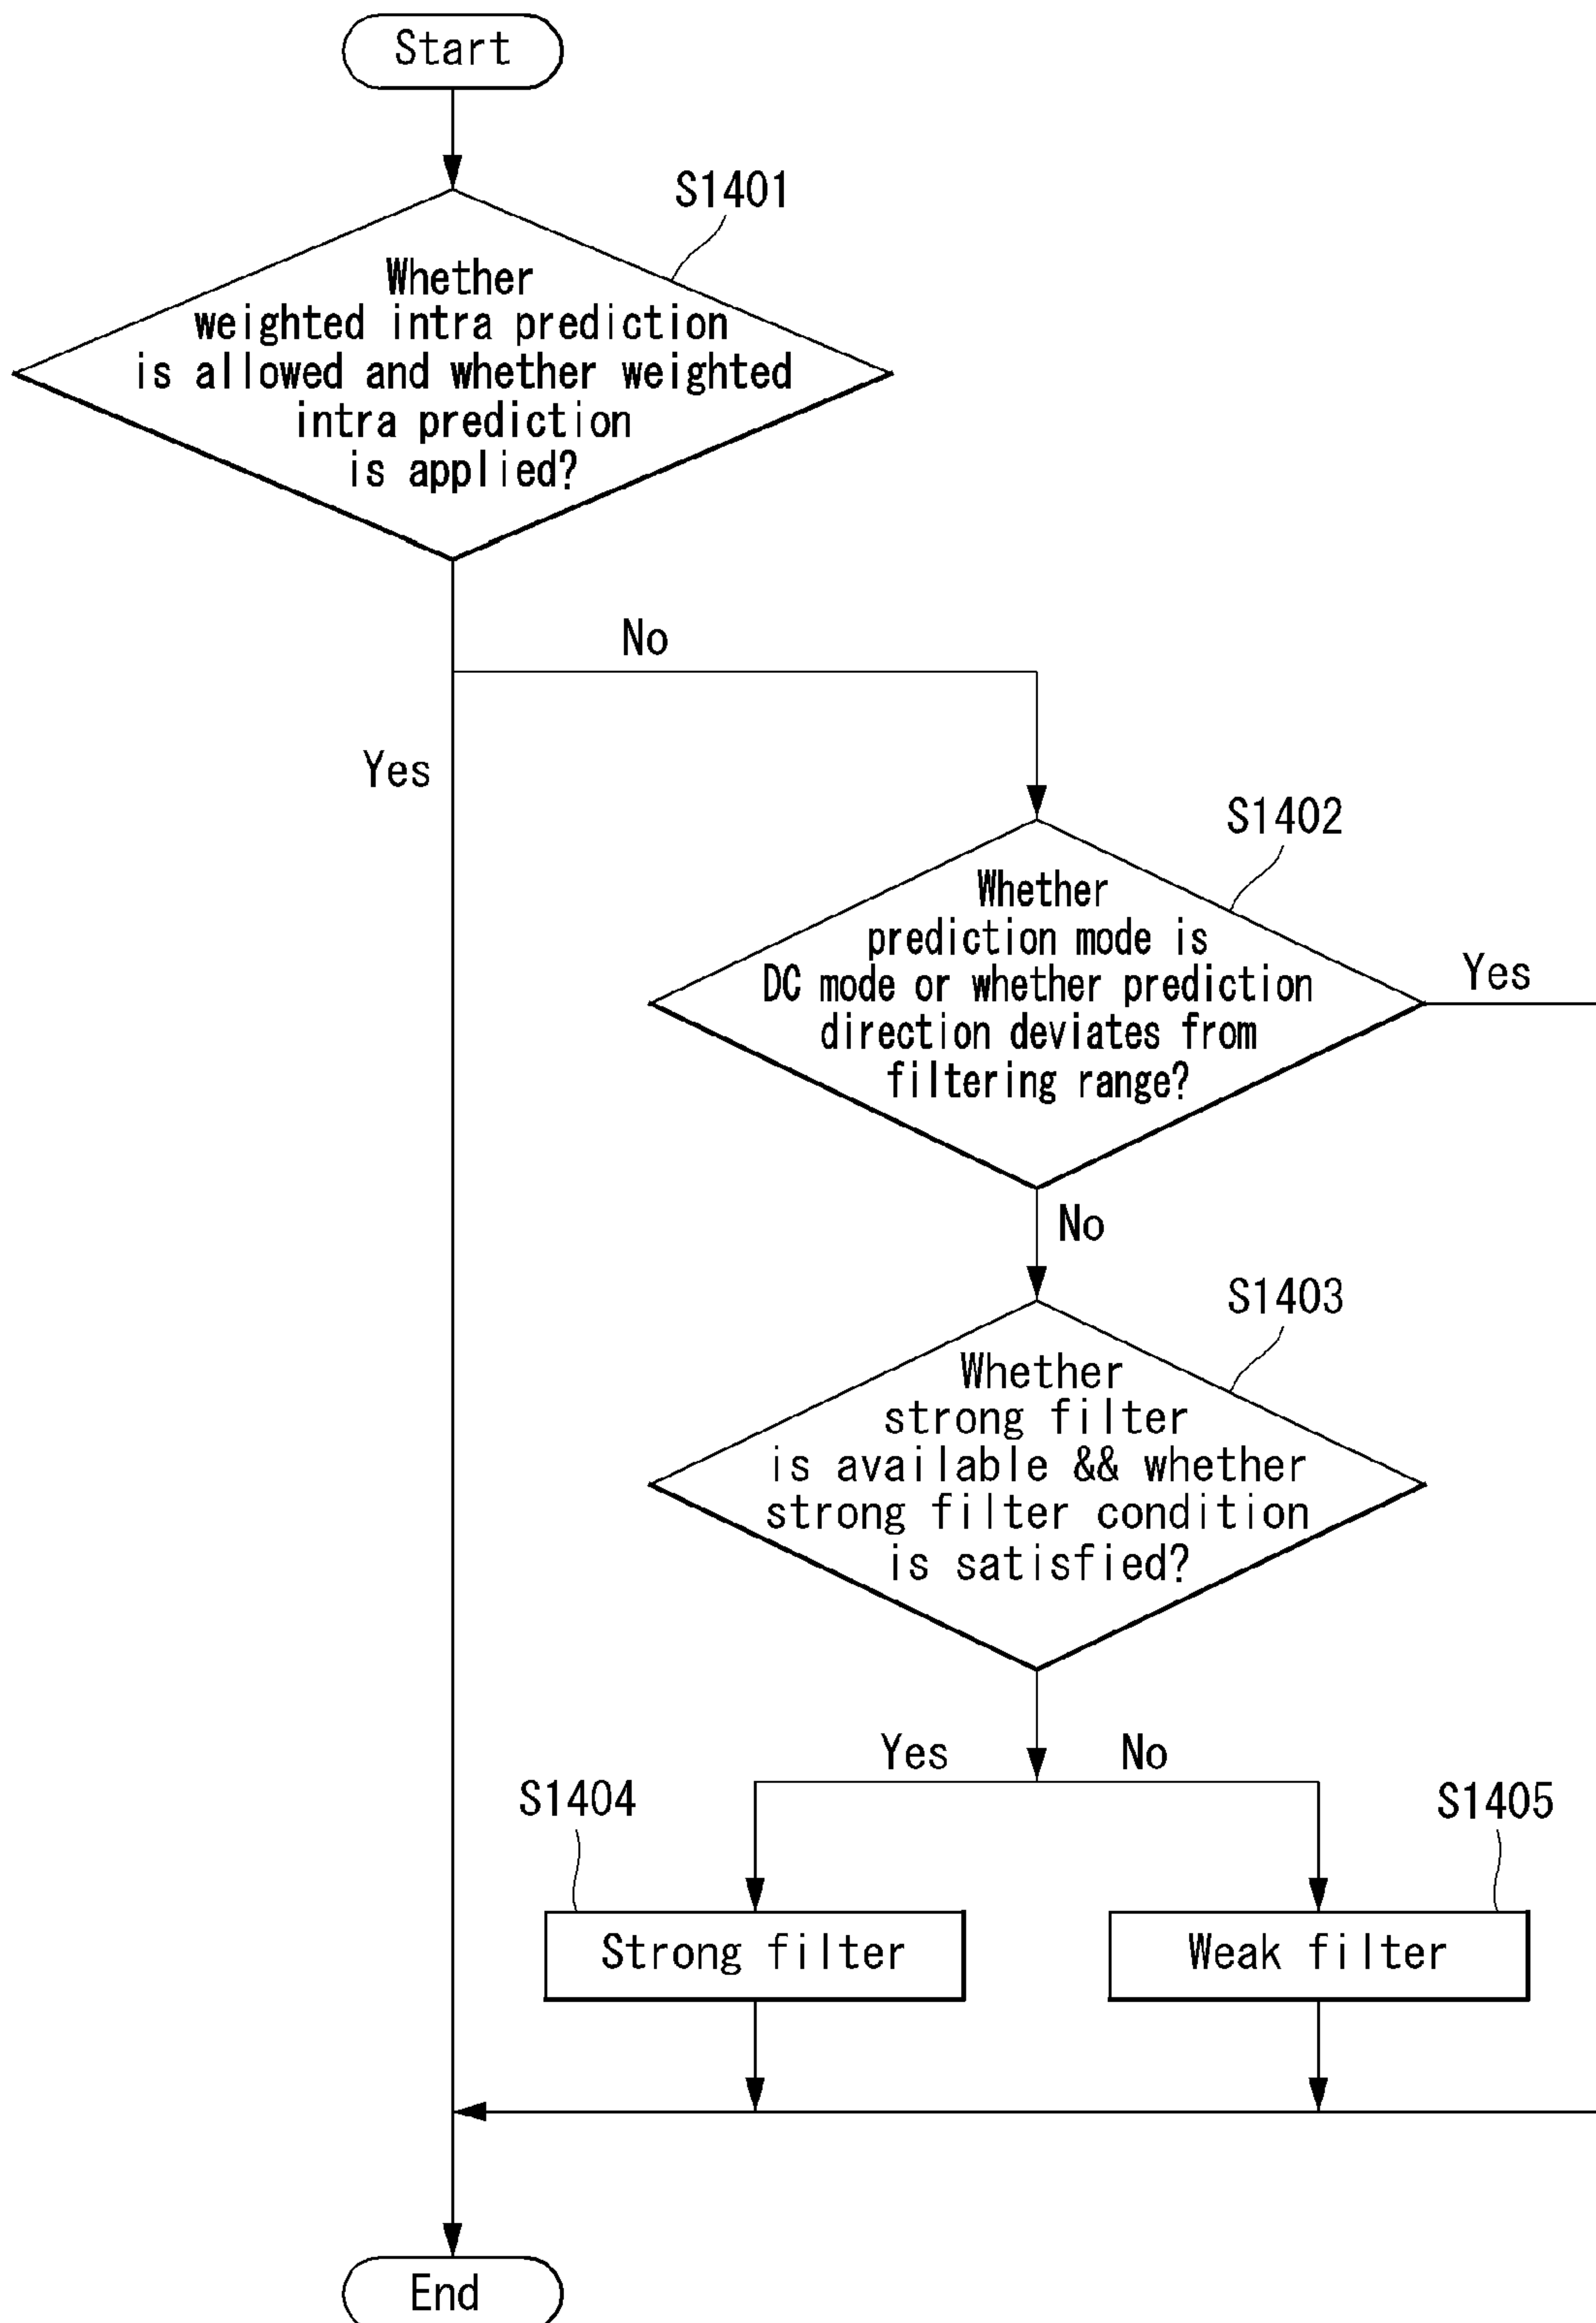 Start
S1401
Whether
weighted intra prediction
is allowed and whether weighted
intra prediction
is applied?
No
Yes
S1402
Whether
prediction mode is
DC mode or whether prediction
direction deviates from
filtering range?
Yes
No
S1403
Whether
strong filter
is available && whether
strong filter condition
is satisfied?
Yes
No
S1404
S1405
Strong filter
Weak filter
End